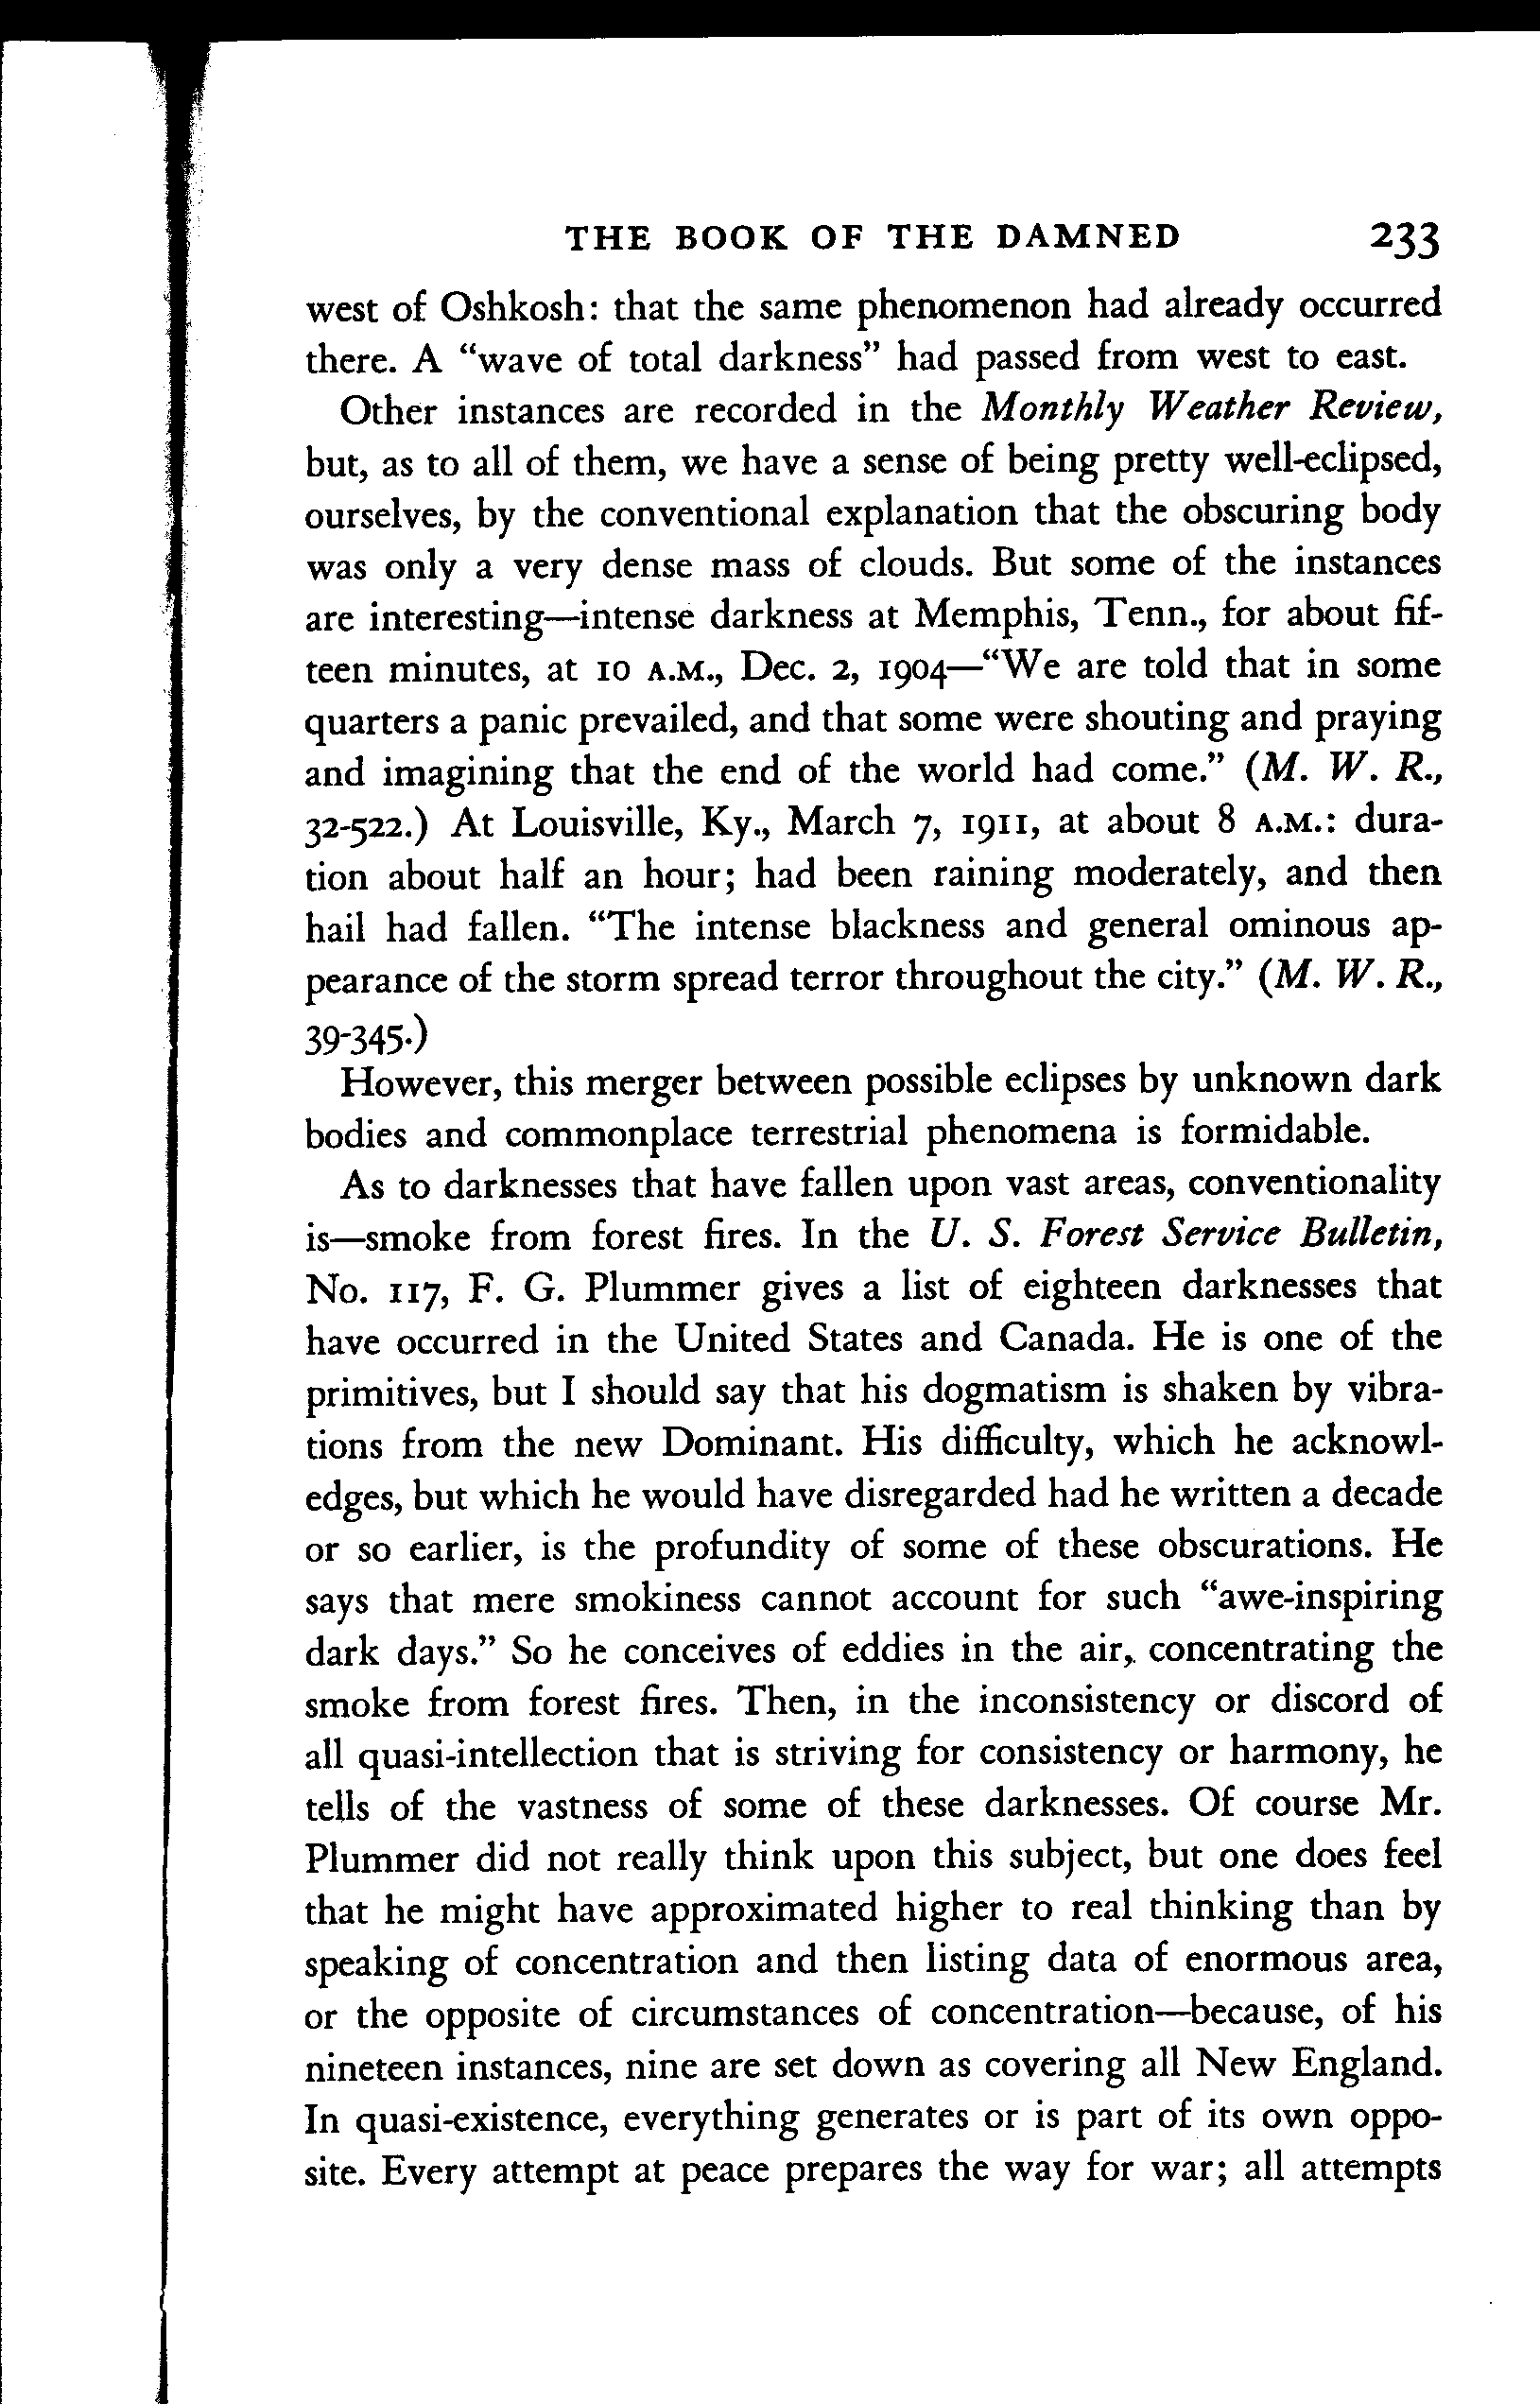 THE BOOK OF THE DAMNED 233
west of Oshkosh: that the same phenomenon had already occurred
there. A “wave of total darkness” had passed from west to east.
Other instances are recorded in the Monthly Weather Review,
but, as to all of them, we have a sense of being pretty well-eclipsed,
ourselves, by the conventional explanation that the obscuring body
was only a very dense mass of clouds. But some of the instances
are interesting—intense darkness at Memphis, Tenn., for about fif-
teen minutes, at 10 A.M., Dec. 2, 1904—“We are told that in some
quarters a panic prevailed, and that some were shouting and praying
and imagining that the end of the world had come.” (M. W. R.,
32-522.) At Louisville, Ky., March 7, 1911, at about 8 A.M.: dura-
tion about half an hour; had been raining moderately, and then
hail had fallen. “The intense blackness and general ominous ap-
pearance of the storm spread terror throughout the city.” (M. W. R.,
39-345.)
However, this merger between possible eclipses by unknown dark
bodies and commonplace terrestrial phenomena is formidable.
As to darknesses that have fallen upon vast areas, conventionality
is—smoke from forest fires. In the U. S. Forest Service Bulletin,
No. 117, F. G. Plummer gives a list of eighteen darknesses that
have occurred in the United States and Canada. He is one of the
primitives, but I should say that his dogmatism is shaken by vibra-
tions from the new Dominant. His difficulty, which he acknowl-
edges, but which he would have disregarded had he written a decade
or so earlier, is the profundity of some of these obscurations. He
says that mere smokiness cannot account for such “awe-inspiring
dark days.” So he conceives of eddies in the air, concentrating the
smoke from forest fires. Then, in the inconsistency or discord of
all quasi-intellection that is striving for consistency or harmony, he
tells of the vastness of some of these darknesses. Of course Mr.
Plummer did not really think upon this subject, but one does feel
that he might have approximated higher to real thinking than by
speaking of concentration and then listing data of enormous area,
or the opposite of circumstances of concentration—because, of his
nineteen instances, nine are set down as covering all New England.
In quasi-existence, everything generates or is part of its own oppo-
site. Every attempt at peace prepares the way for war; all attempts